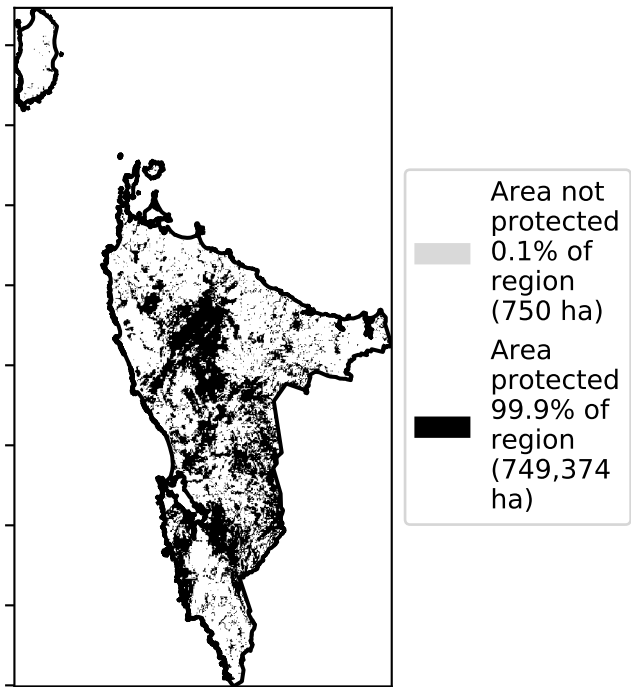 Area not
protected
0.1% of
region
(750 ha)
Area
protected
99.9% of
region
(749,374
ha)